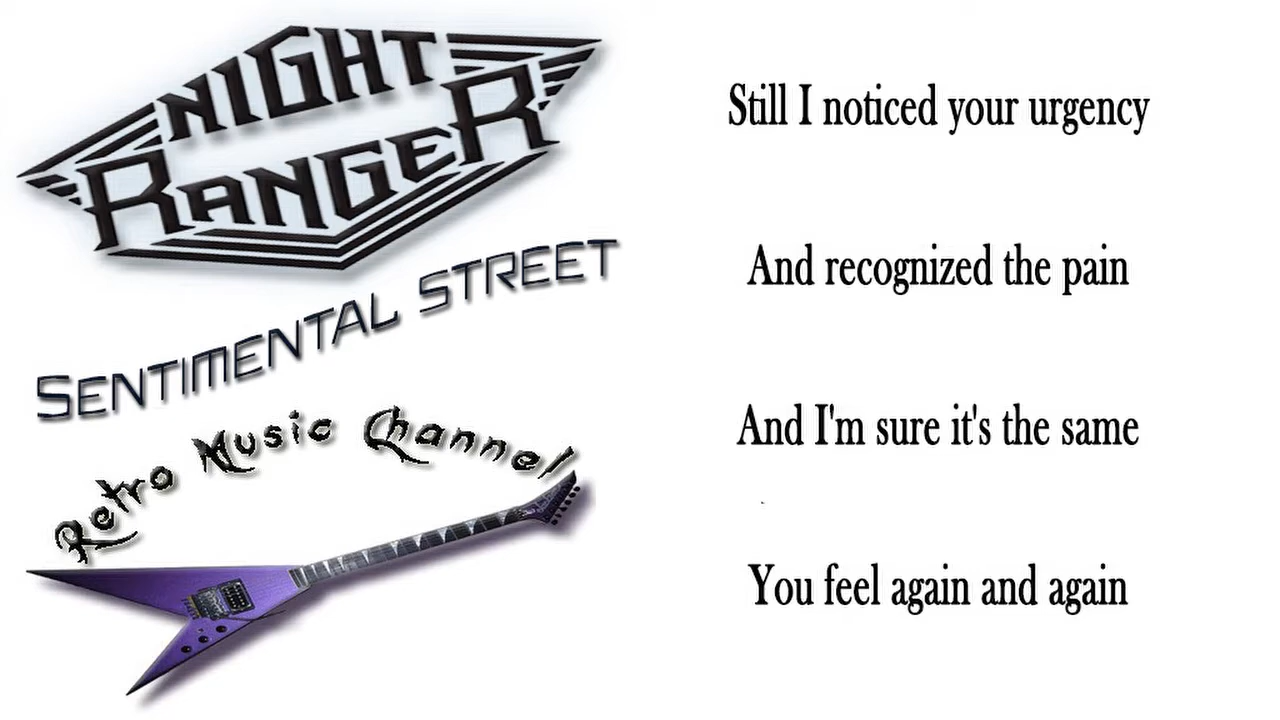 NIGHT
RANGER
SENTIMENTAL STREET
Retro Music Channel
Still I noticed your urgency
And recognized the pain
And I'm sure it's the same
You feel again and again